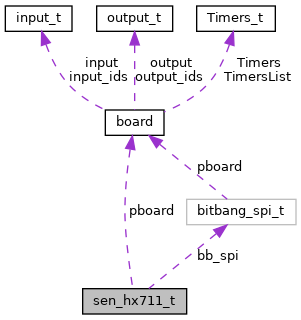 input_t
output_t
Timers_t
input
input_ids
output
output_ids
Timers
TimersList
board
pboard
bitbang_spi_t
pboard
bb_spi
sen_hx711_t